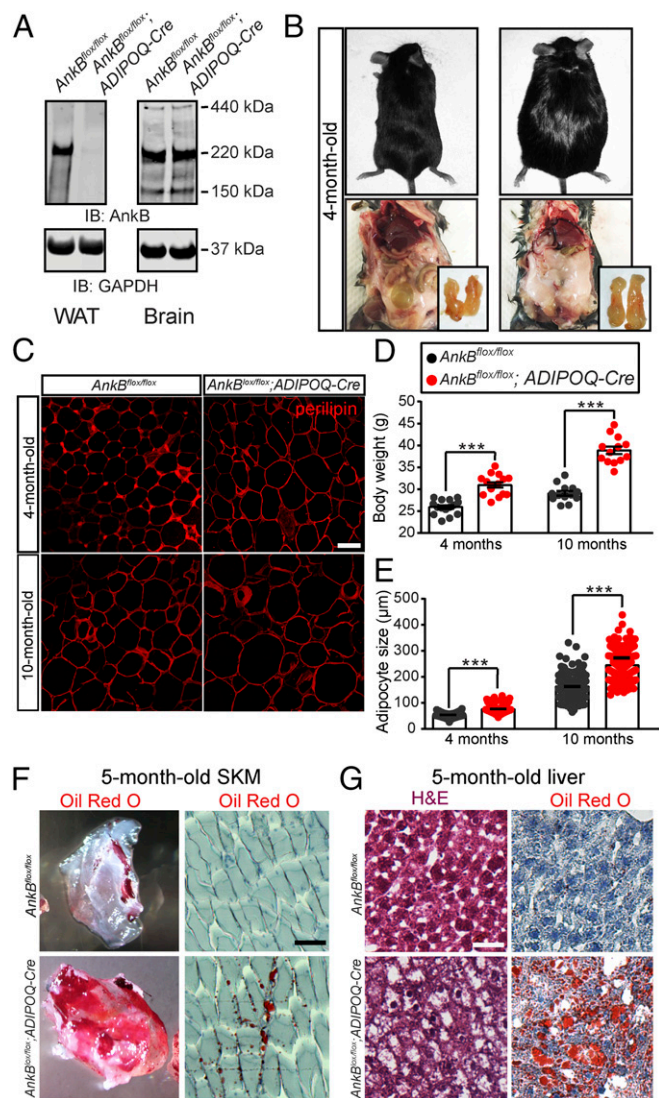 A
AnkB^flox/flox
AnkB^flox/flox;
ADIPOQ-Cre
AnkB^flox/flox
AnkB^flox/flox;
ADIPOQ-Cre
440 kDa
220 kDa
150 kDa
IB: AnkB
37 kDa
IB: GAPDH
WAT Brain
B
4-month-old
C
AnkB^flox/flox
AnkB^lox/flox;ADIPOQ-Cre
perilipin
4-month-old
10-month-old
D
AnkB^flox/flox
AnkB^flox/flox; ADIPOQ-Cre
Body weight (g)
50
45
40
35
30
25
20
***
***
4 months 10 months
E
Adipocyte size (μm)
500
400
300
200
100
0
***
***
4 months 10 months
F
5-month-old SKM
Oil Red O Oil Red O
AnkB^flox/flox
AnkB^lox/flox;ADIPOQ-Cre
G
5-month-old liver
H&E Oil Red O
AnkB^flox/flox
AnkB^lox/flox;ADIPOQ-Cre